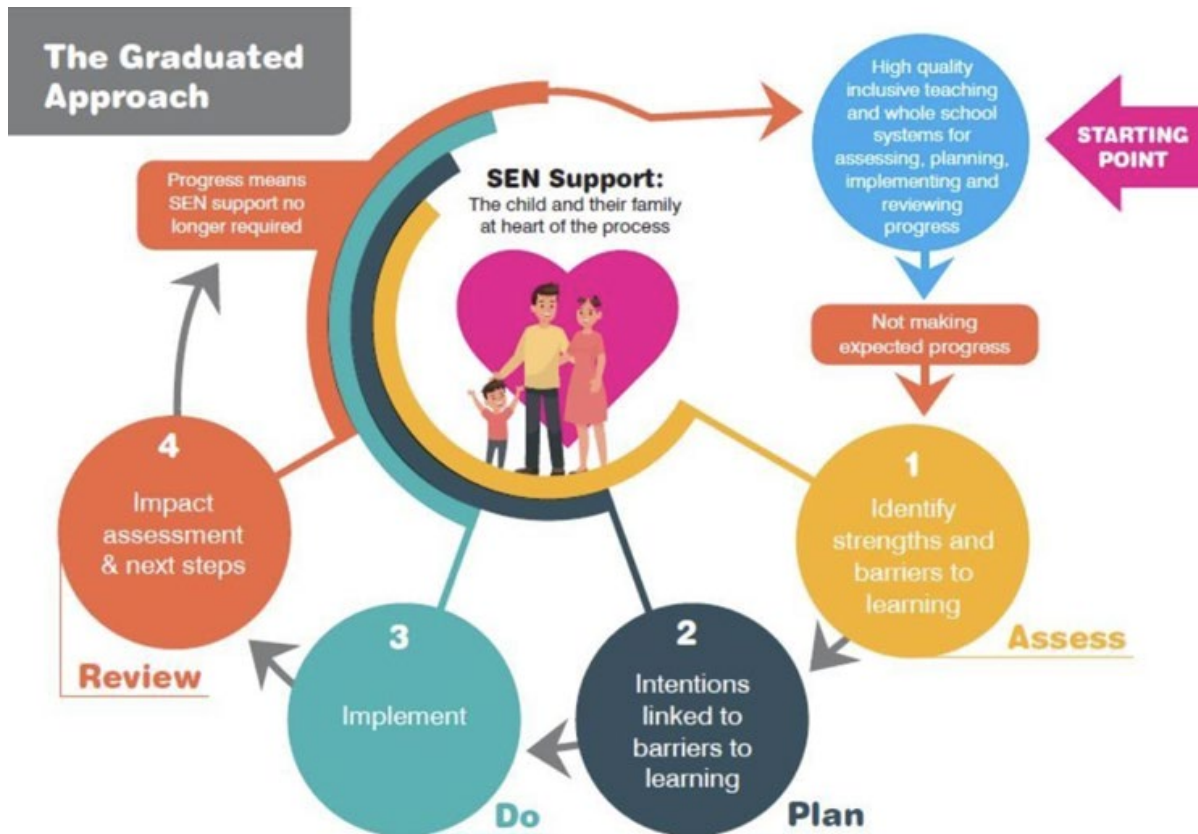 The Graduated
Approach
High quality
inclusive teaching
and whole school
systems for
assessing, planning,
implementing and
reviewing
progress
STARTING
POINT
Progress means
SEN support no
longer required
SEN Support:
The child and their family
at heart of the process
Not making
expected progress
1
Identify
strengths and
barriers to
learning
Assess
2
Intentions
linked to
barriers to
learning
Plan
3
Implement
Do
4
Impact
assessment
& next steps
Review